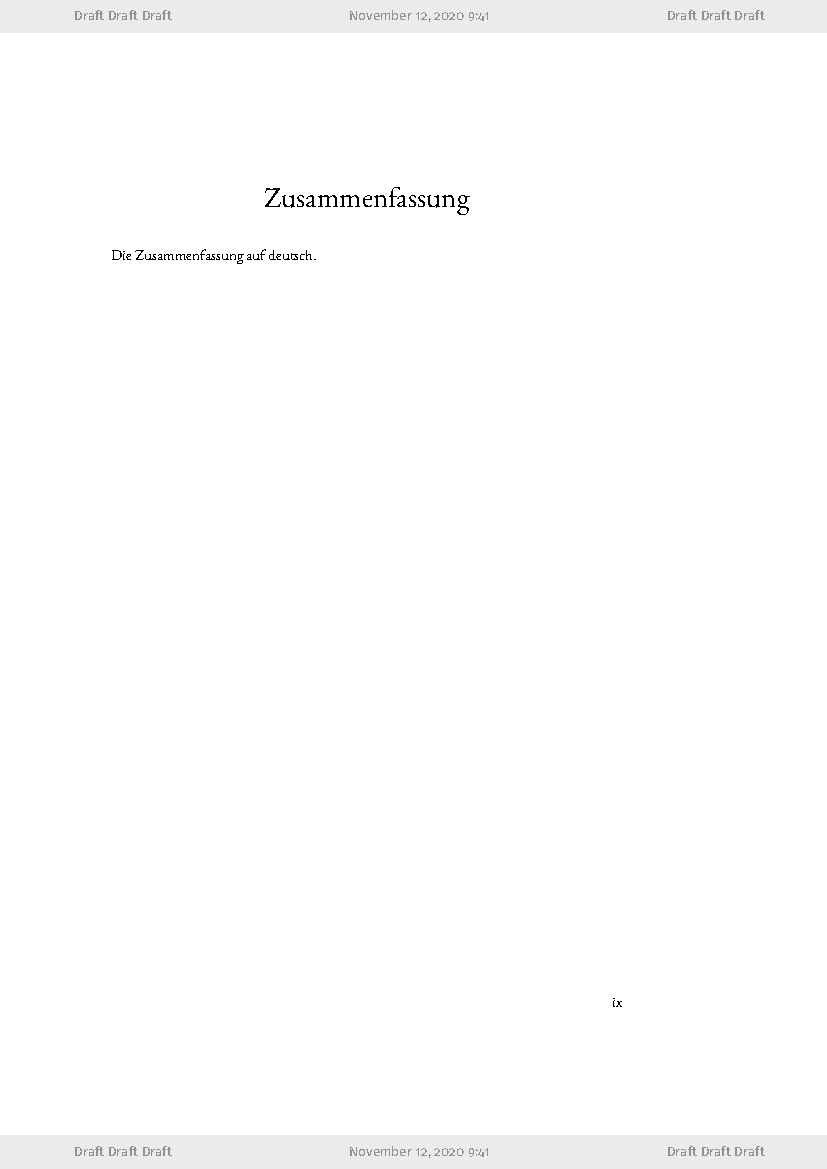 Draft Draft Draft November 12, 2020 9:41 Draft Draft Draft
Zusammenfassung
Die Zusammenfassung auf deutsch.
ix
Draft Draft Draft November 12, 2020 9:41 Draft Draft Draft